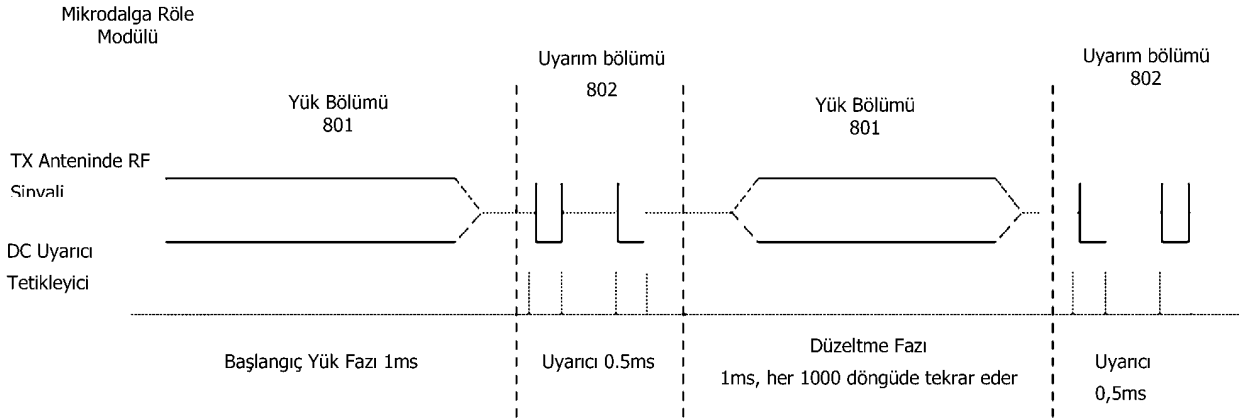 Mikrodalga Röle
Modülü
Uyarım bölümü
802
Uyarım bölümü
802
Yük Bölümü
801
Yük Bölümü
801
TX Anteninde RF
Sinyali
DC Uyarıcı
Tetikleyici
Başlangıç Yük Fazı 1ms
Uyarıcı 0.5ms
Düzeltme Fazı
1ms, her 1000 döngüde tekrar eder
Uyarıcı
0,5ms